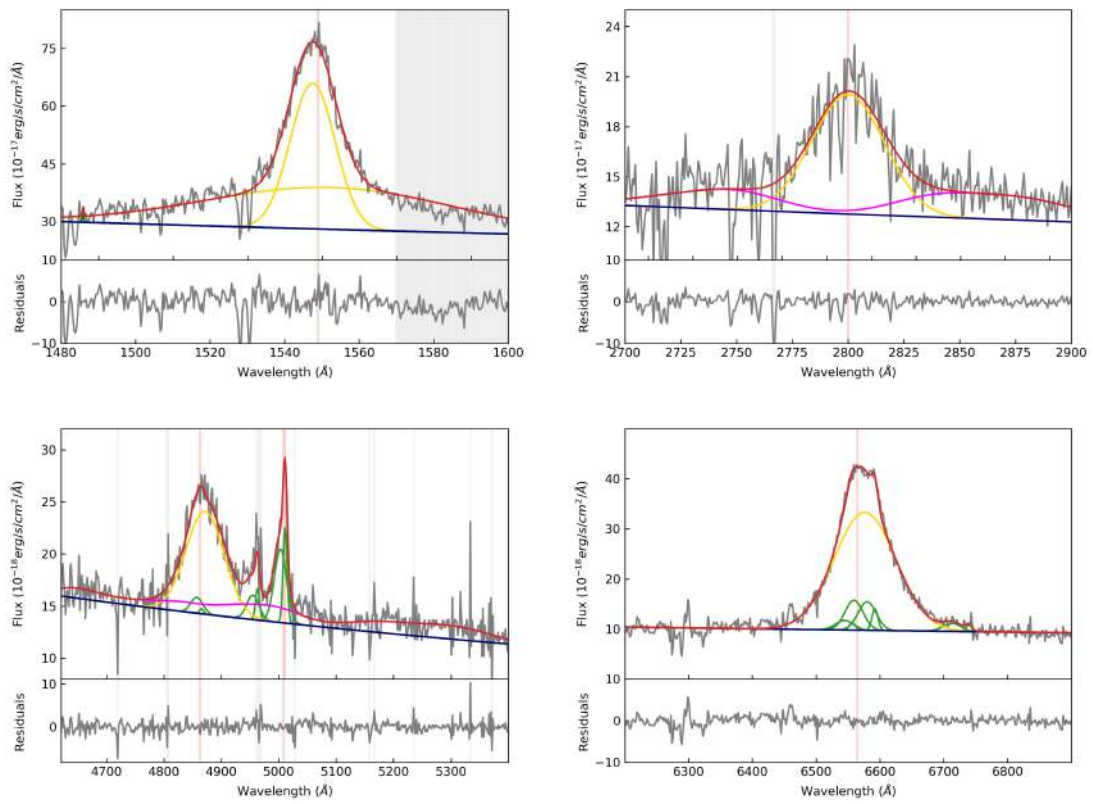 75
60
45
30
10
0
−10
Flux (10⁻¹⁷erg/s/cm²/Å)
Residuals
1480 1500 1520 1540 1560 1580 1600
Wavelength (Å)
24
21
18
15
12
10
0
−10
Flux (10⁻¹⁷erg/s/cm²/Å)
Residuals
2700 2725 2750 2775 2800 2825 2850 2875 2900
Wavelength (Å)
30
25
20
15
10
10
0
Flux (10⁻¹⁸erg/s/cm²/Å)
Residuals
4700 4800 4900 5000 5100 5200 5300
Wavelength (Å)
40
30
20
10
10
0
−10
Flux (10⁻¹⁸erg/s/cm²/Å)
Residuals
6300 6400 6500 6600 6700 6800
Wavelength (Å)